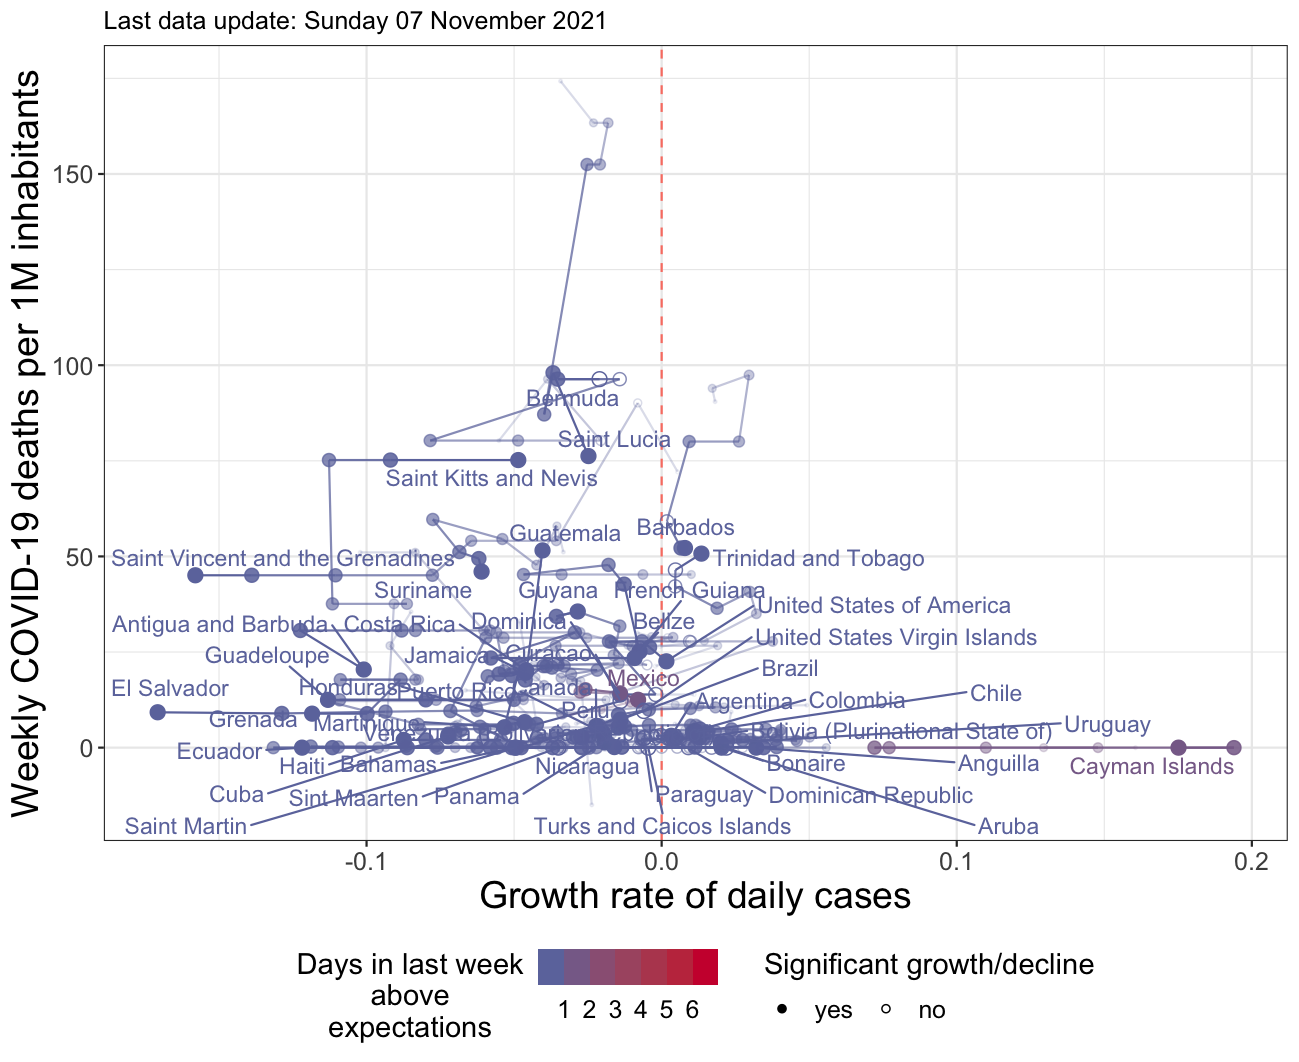 Last data update: Sunday 07 November 2021
Weekly COVID-19 deaths per 1M inhabitants
150
100
50
0
Bermuda
Saint Lucia
Saint Kitts and Nevis
Guatemala
Barbados
Saint Vincent and the Grenadines
Trinidad and Tobago
Suriname
Guyana
French Guiana
United States of America
Antigua and Barbuda
Costa Rica
Dominica
Belize
United States Virgin Islands
Guadeloupe
Jamaica
Curacao
Brazil
El Salvador
Honduras
Puerto Rico
Canada
Mexico
Argentina
Colombia
Chile
Grenada
Martinique
Peru
Bolivia (Plurinational State of)
Uruguay
Ecuador
Haiti
Bahamas
Nicaragua
Bonaire
Anguilla
Cayman Islands
Cuba
Sint Maarten
Panama
Paraguay
Dominican Republic
Saint Martin
Turks and Caicos Islands
Aruba
-0.1
0.0
0.1
0.2
Growth rate of daily cases
Days in last week
above
expectations
1 2 3 4 5 6
Significant growth/decline
yes
no